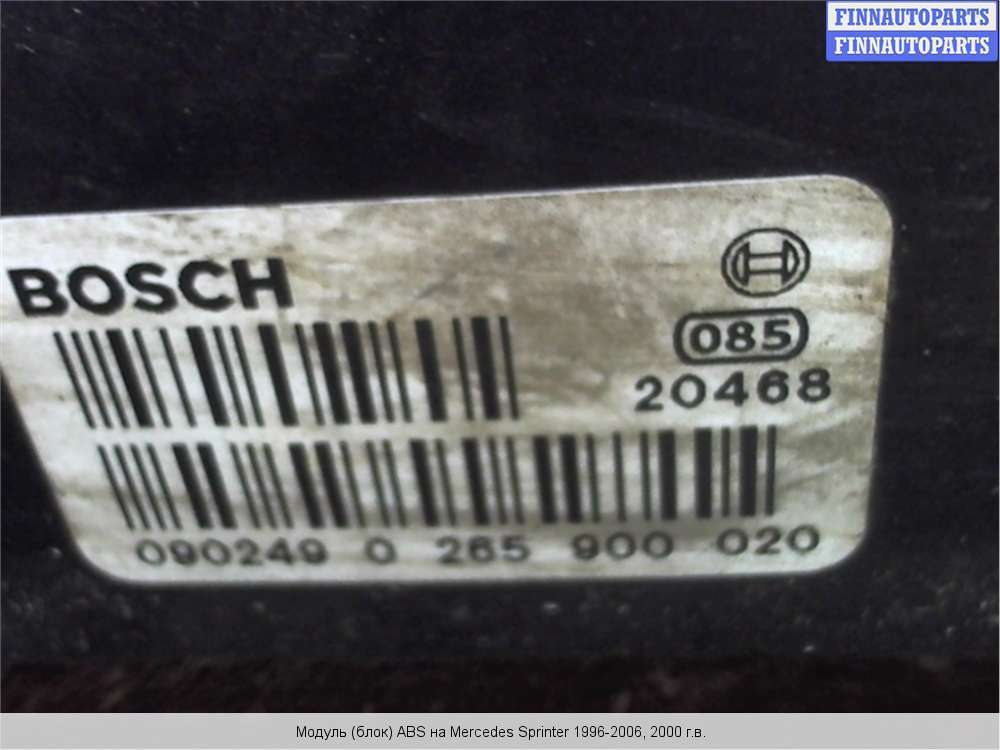 FINNAUTOPARTS
FINNAUTOPARTS
BOSCH
085
20468
090249 0 265 900 020
Модуль (блок) ABS на Mercedes Sprinter 1996-2006, 2000 г.в.